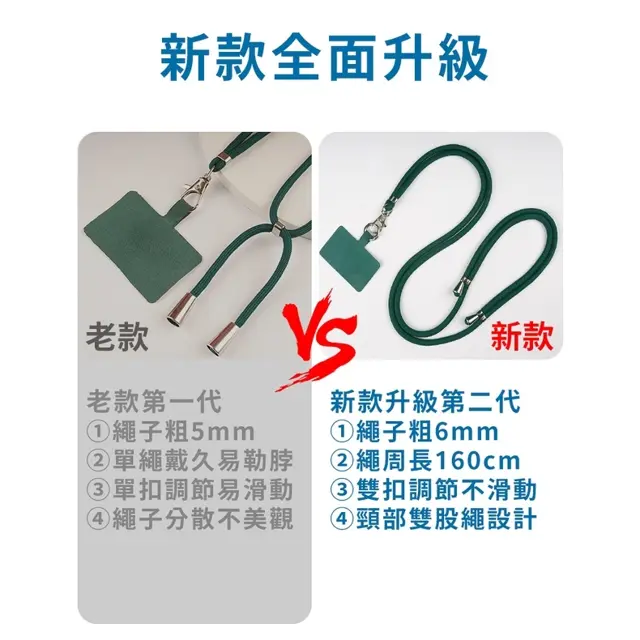 新款全面升級
老款
VS
新款
老款第一代
①繩子粗5mm
②單繩戴久易勒脖
③單扣調節易滑動
④繩子分散不美觀
新款升級第二代
①繩子粗6mm
②繩周長160cm
③雙扣調節不滑動
④頸部雙股繩設計